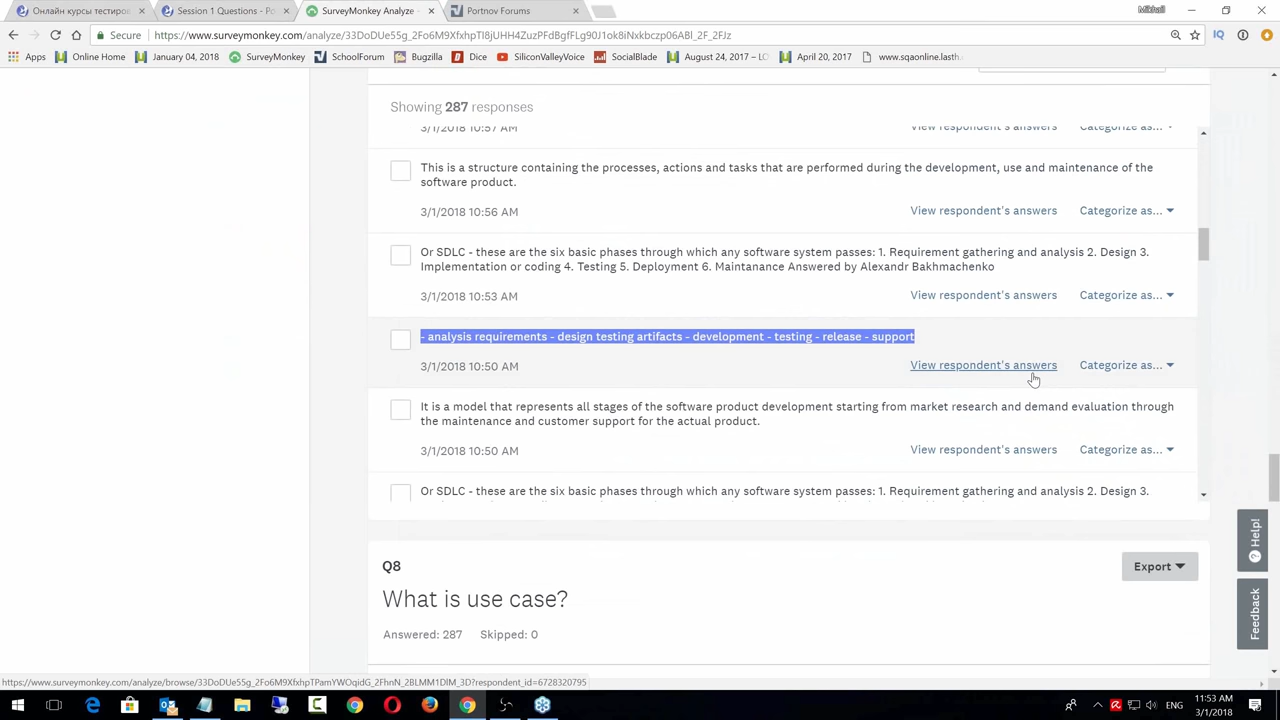 Онлайн курсы тестиров
Session 1 Questions - Po
SurveyMonkey Analyze -
Portnov Forums
Mikhail
Secure
https://www.surveymonkey.com/analyze/33DoDUe55g_2Fo6M9XfxhpTI8jUHH4ZuzPFdBgfFLg90J1ok8iNxkbczp06ABl_2F_2FJz
Apps
Online Home
January 04, 2018
SurveyMonkey
SchoolForum
Bugzilla
Dice
SiliconValleyVoice
SocialBlade
August 24, 2017 – LO
April 20, 2017
www.sqaonline.lasth
Showing 287 responses
3/1/2018 10:57 AM
View respondent's answers
Categorize as...
This is a structure containing the processes, actions and tasks that are performed during the development, use and maintenance of the
software product.
3/1/2018 10:56 AM
View respondent's answers
Categorize as...
Or SDLC - these are the six basic phases through which any software system passes: 1. Requirement gathering and analysis 2. Design 3.
Implementation or coding 4. Testing 5. Deployment 6. Maintanance Answered by Alexandr Bakhmachenko
3/1/2018 10:53 AM
View respondent's answers
Categorize as...
- analysis requirements - design testing artifacts - development - testing - release - support
3/1/2018 10:50 AM
View respondent's answers
Categorize as...
It is a model that represents all stages of the software product development starting from market research and demand evaluation through
the maintenance and customer support for the actual product.
3/1/2018 10:50 AM
View respondent's answers
Categorize as...
Or SDLC - these are the six basic phases through which any software system passes: 1. Requirement gathering and analysis 2. Design 3.
Help!
Feedback
Q8
Export
What is use case?
Answered: 287
Skipped: 0
https://www.surveymonkey.com/analyze/browse/33DoDUe55g_2Fo6M9XfxhpTPamYWOqidG_2FhnN_2BLMM1DlM_3D?respondent_id=6728320795
ENG
11:53 AM
3/1/2018